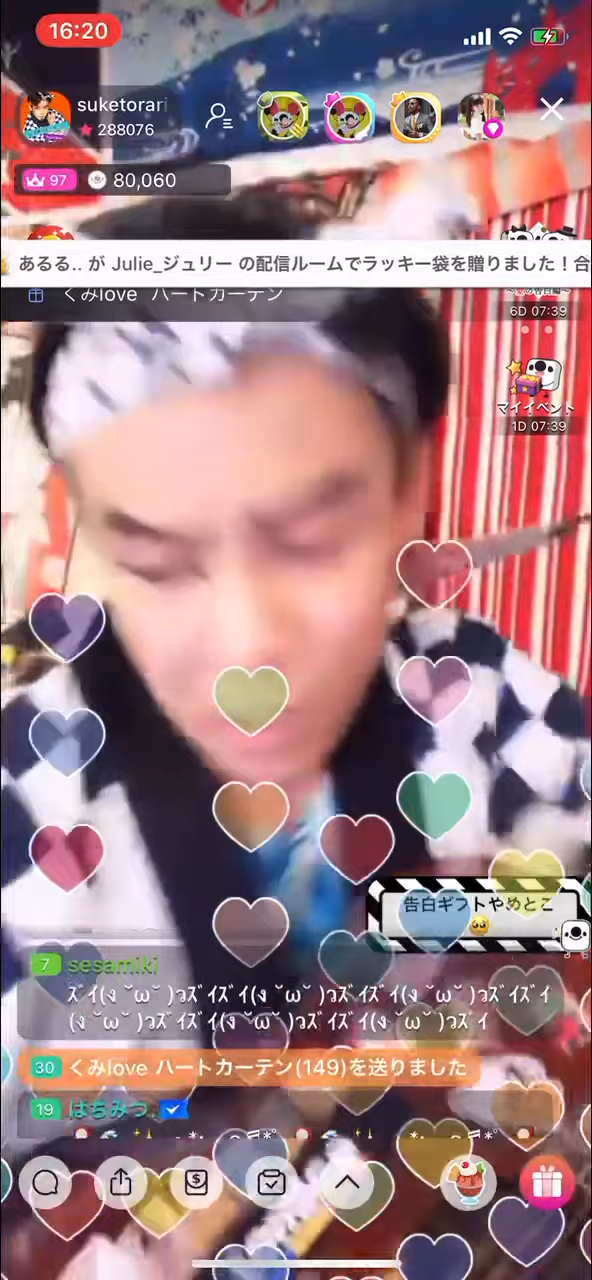 16:20
suketorari
288076
97
80,060
あるる.. が Julie_ジュリー の配信ルームでラッキー袋を贈りました！合
くみlove ハートカーテン
6D 07:39
マイイベント
1D 07:39
告白ギフトやめとこ🥺
7 sesamiki
ズイ(ง ˘ω˘ )วズイズイ(ง ˘ω˘ )วズイズイ(ง ˘ω˘ )วズイズイ
(ง ˘ω˘ )วズイズイ(ง ˘ω˘ )วズイズイ(ง ˘ω˘ )วズイ
30 くみlove ハートカーテン(149)を送りました
19 はちみつ..